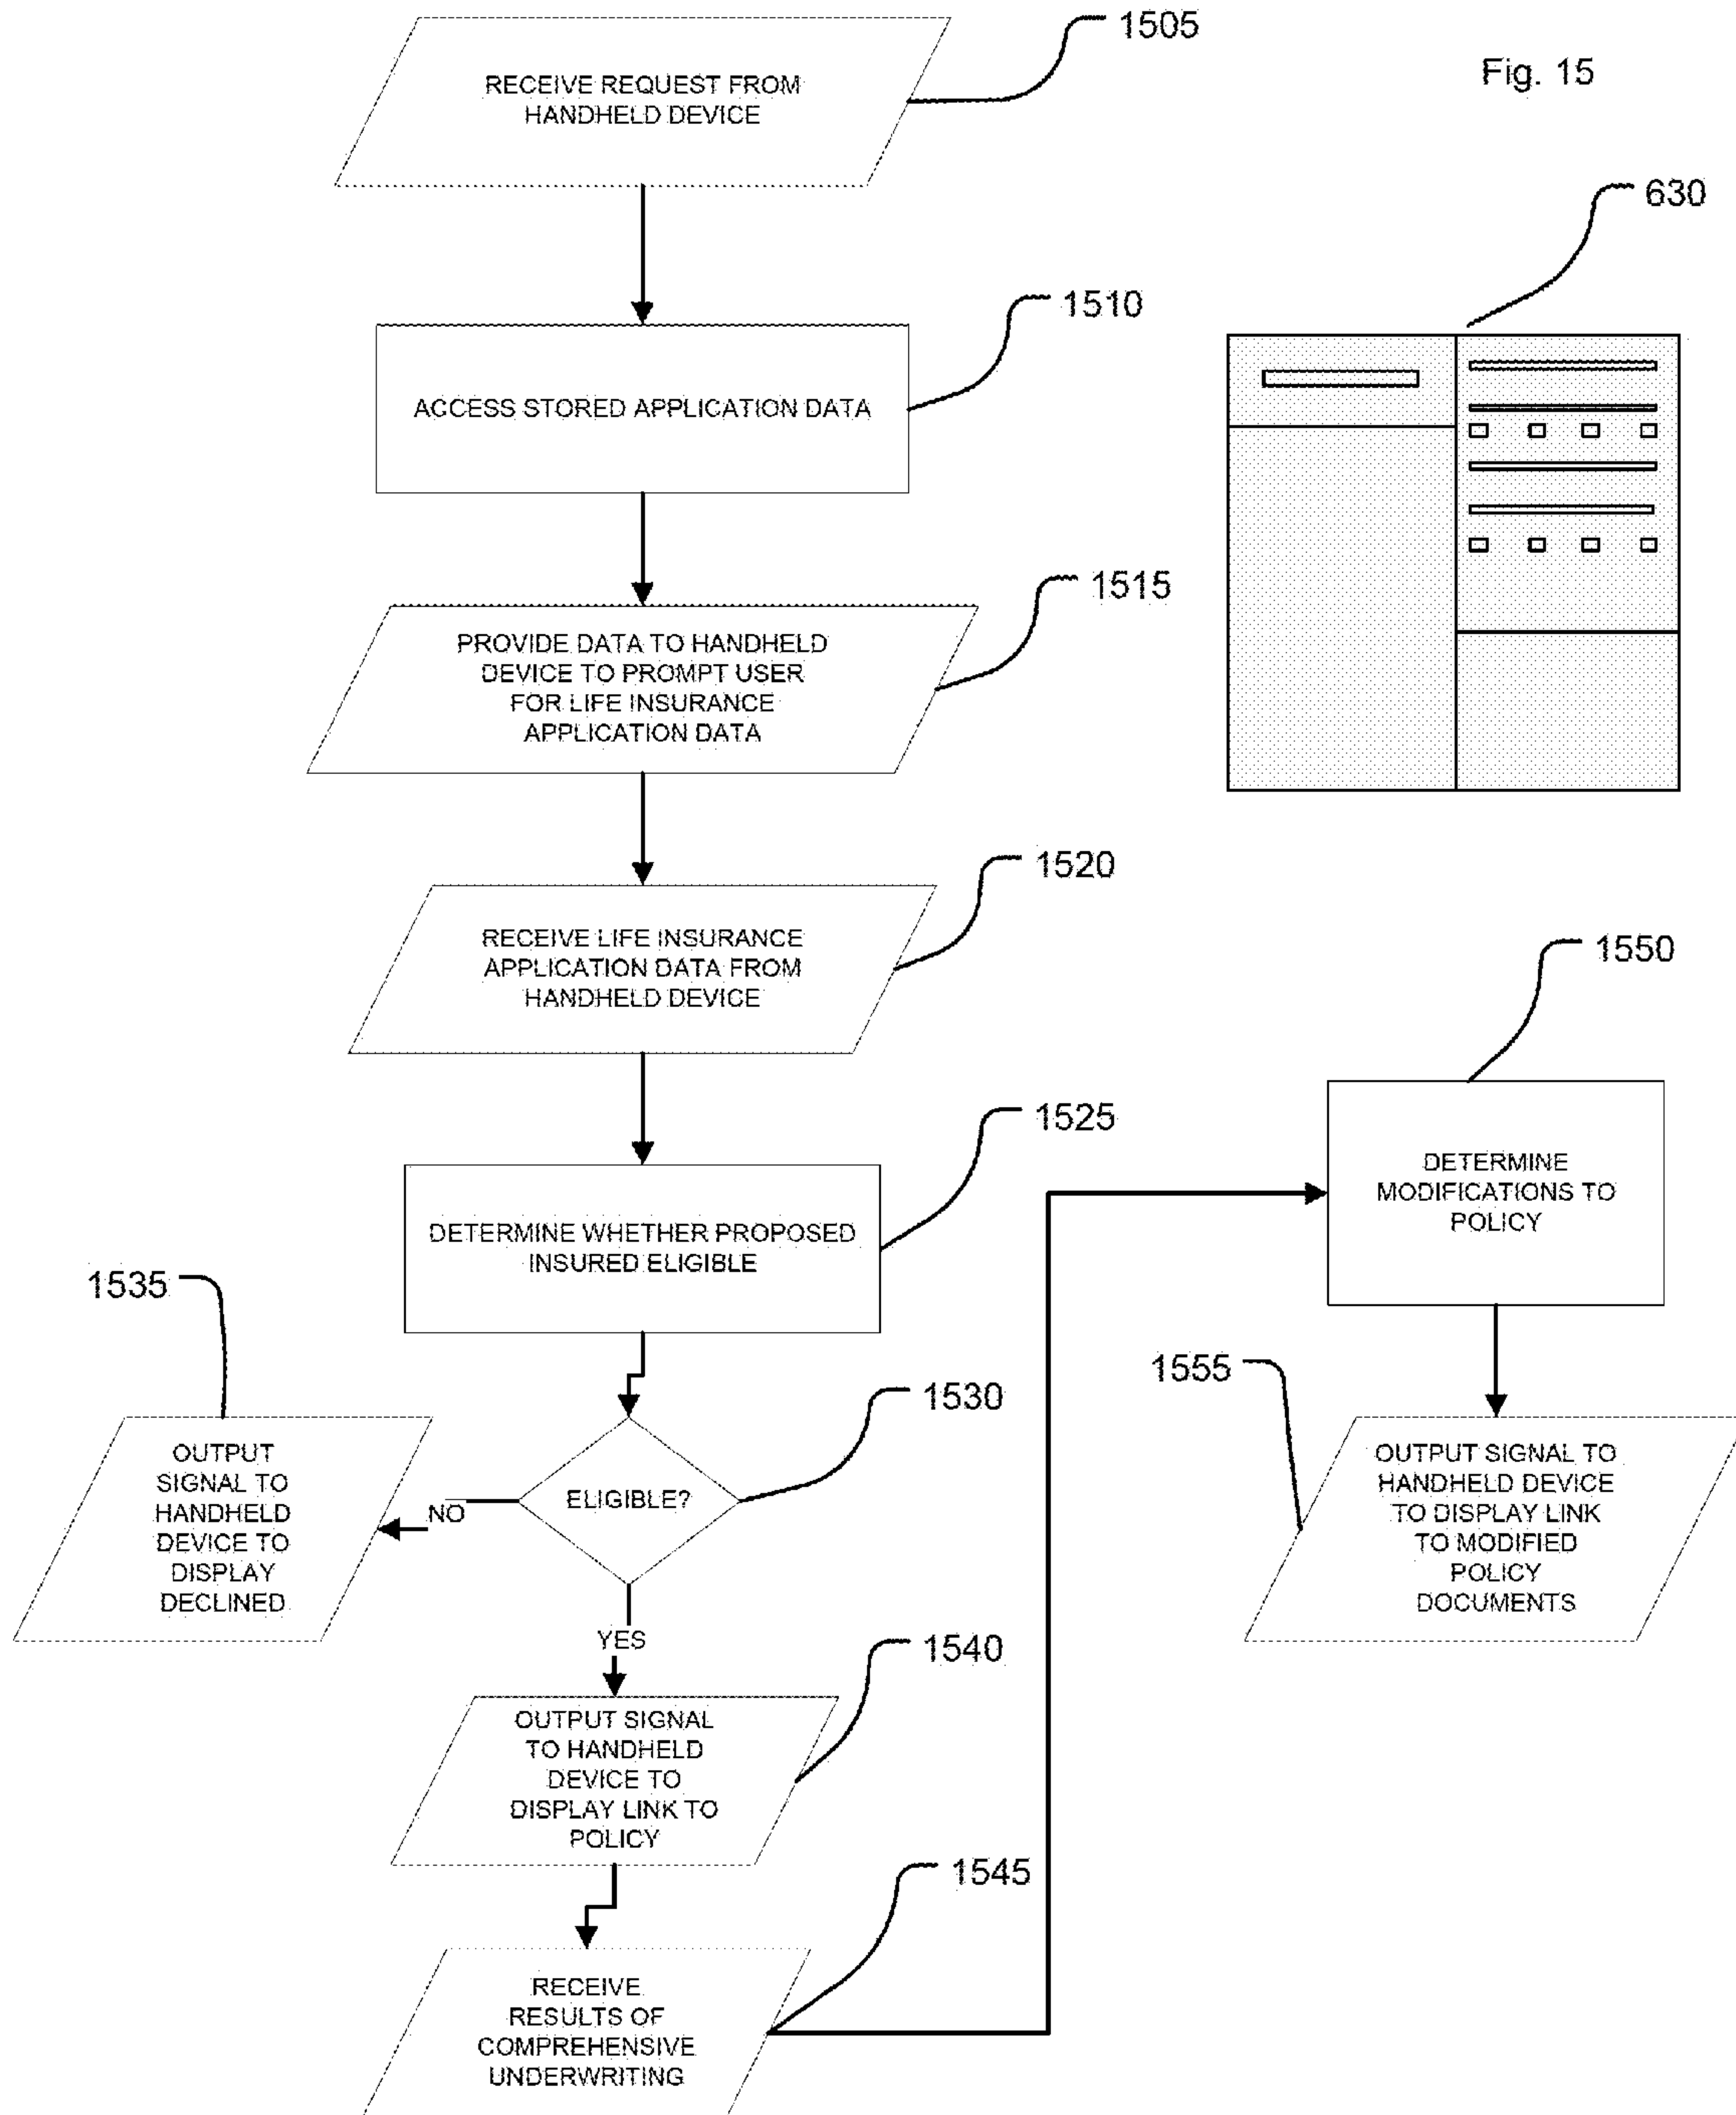 1505
Fig. 15
RECEIVE REQUEST FROM
HANDHELD DEVICE
630
1510
ACCESS STORED APPLICATION DATA
1515
PROVIDE DATA TO HANDHELD
DEVICE TO PROMPT USER
FOR LIFE INSURANCE
APPLICATION DATA
1520
RECEIVE LIFE INSURANCE
APPLICATION DATA FROM
HANDHELD DEVICE
1525
DETERMINE WHETHER PROPOSED
INSURED ELIGIBLE
1535
1530
ELIGIBLE?
NO
OUTPUT
SIGNAL TO
HANDHELD
DEVICE TO
DISPLAY
DECLINED
YES
1540
OUTPUT SIGNAL
TO HANDHELD
DEVICE TO
DISPLAY LINK TO
POLICY
1545
RECEIVE
RESULTS OF
COMPREHENSIVE
UNDERWRITING
1550
DETERMINE
MODIFICATIONS TO
POLICY
1555
OUTPUT SIGNAL TO
HANDHELD DEVICE
TO DISPLAY LINK
TO MODIFIED
POLICY
DOCUMENTS